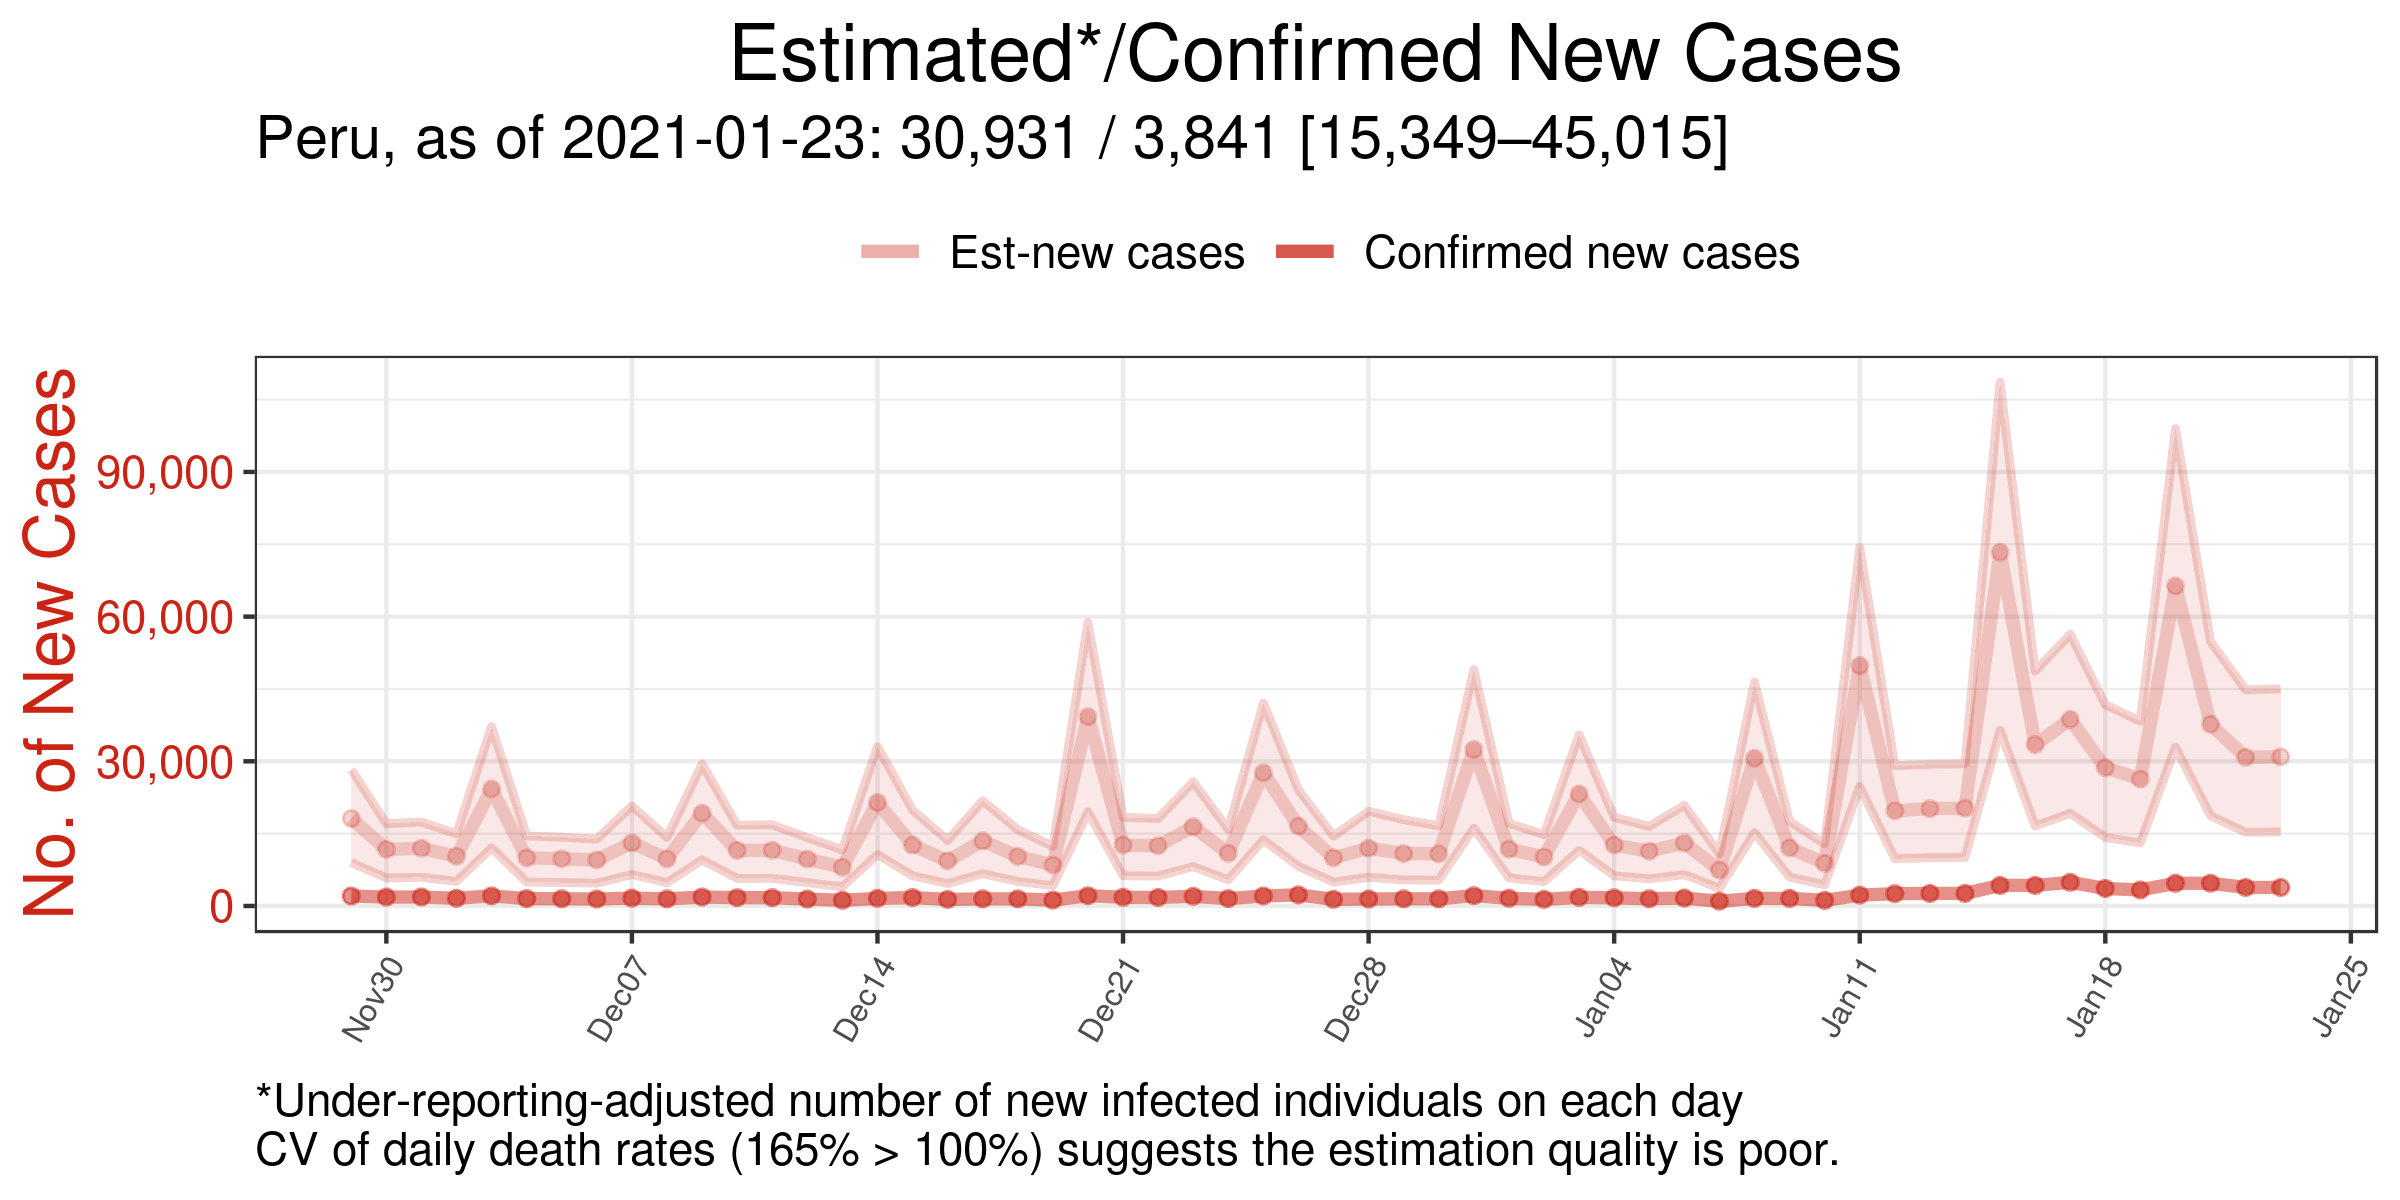 Estimated*/Confirmed New Cases
Peru, as of 2021-01-23: 30,931 / 3,841 [15,349–45,015]
Est-new cases
Confirmed new cases
No. of New Cases
90,000
60,000
30,000
0
Nov30
Dec07
Dec14
Dec21
Dec28
Jan04
Jan11
Jan18
Jan25
*Under-reporting-adjusted number of new infected individuals on each day
CV of daily death rates (165% > 100%) suggests the estimation quality is poor.